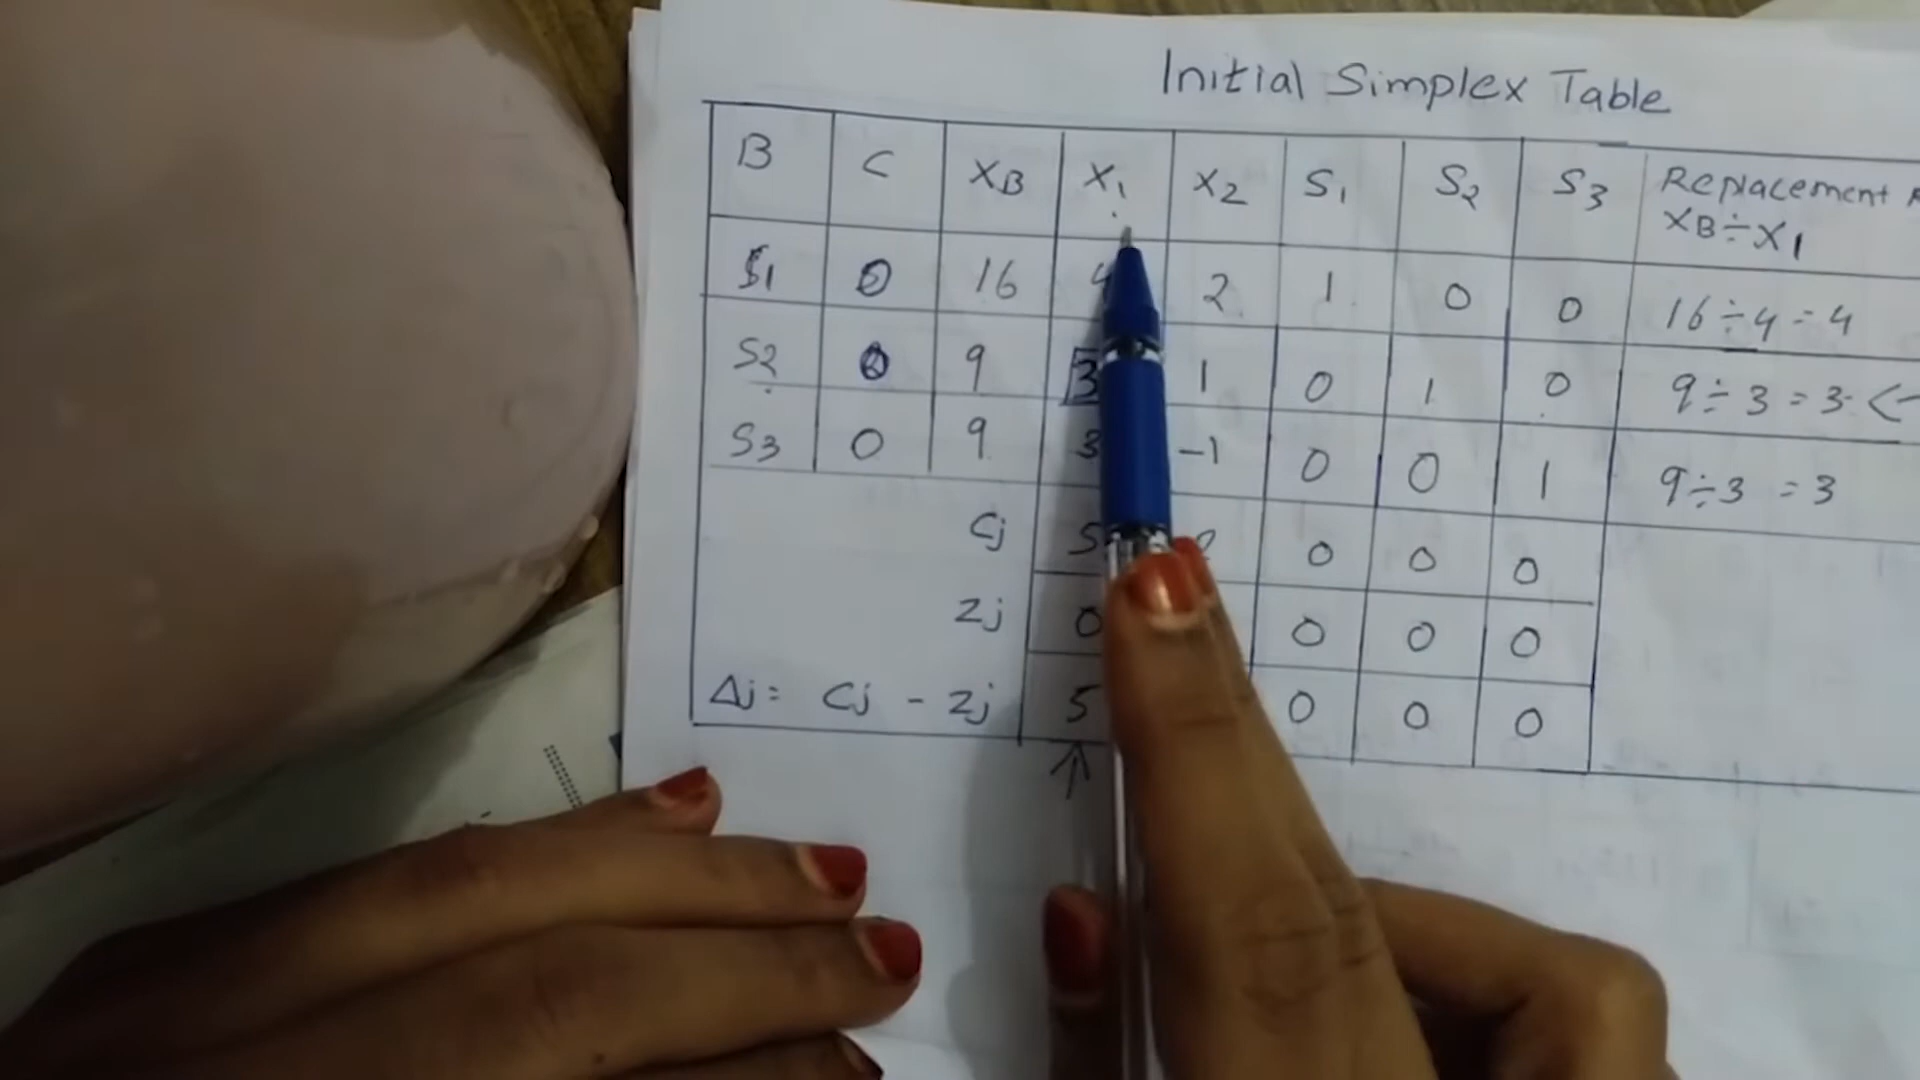 Initial Simplex Table
B C XB X1 X2 S1 S2 S3 Replacement
XB÷X1
S1 0 16 4 2 1 0 0 16÷4=4
S2 0 9 3 1 0 1 0 9÷3=3 ←
S3 0 9 3 -1 0 0 1 9÷3=3
Cj 5 0 0 0
Zj 0 0 0 0
Δj= Cj - Zj 5 0 0 0
↑